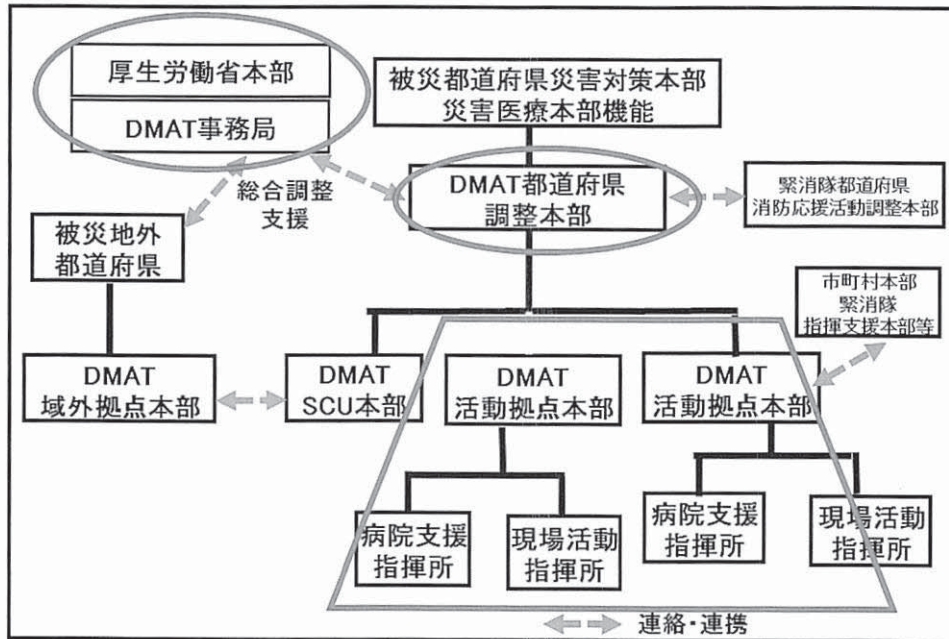 厚生労働省本部
DMAT事務局
被災都道府県災害対策本部
災害医療本部機能
総合調整
支援
DMAT都道府県
調整本部
緊消隊都道府県
消防応援活動調整本部
被災地外
都道府県
市町村本部
緊消隊
指揮支援本部等
DMAT
域外拠点本部
DMAT
SCU本部
DMAT
活動拠点本部
DMAT
活動拠点本部
病院支援
指揮所
現場活動
指揮所
病院支援
指揮所
現場活動
指揮所
連絡・連携